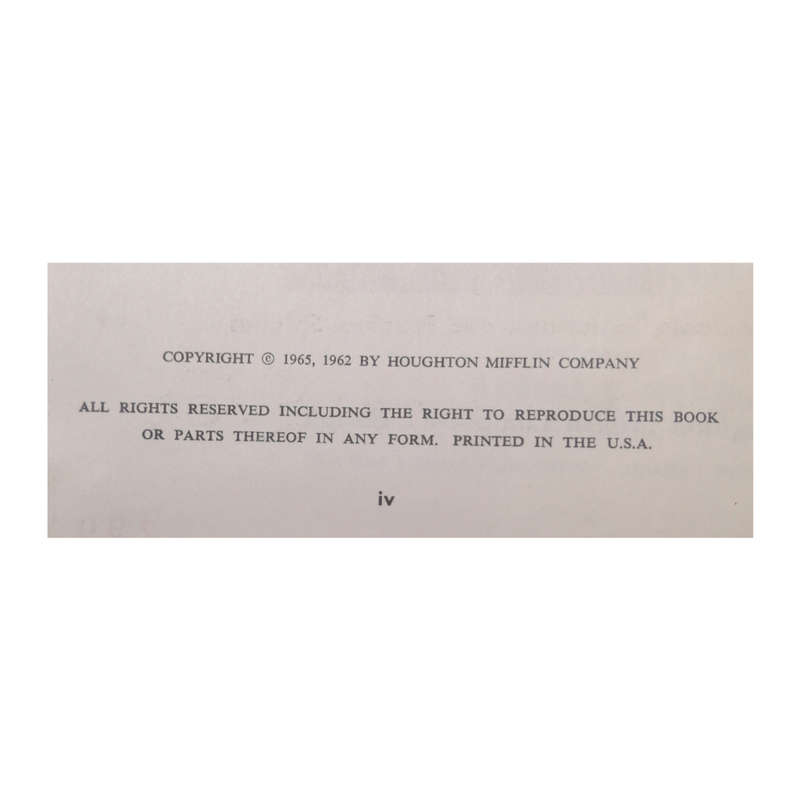 COPYRIGHT © 1965, 1962 BY HOUGHTON MIFFLIN COMPANY
ALL RIGHTS RESERVED INCLUDING THE RIGHT TO REPRODUCE THIS BOOK
OR PARTS THEREOF IN ANY FORM. PRINTED IN THE U.S.A.
iv